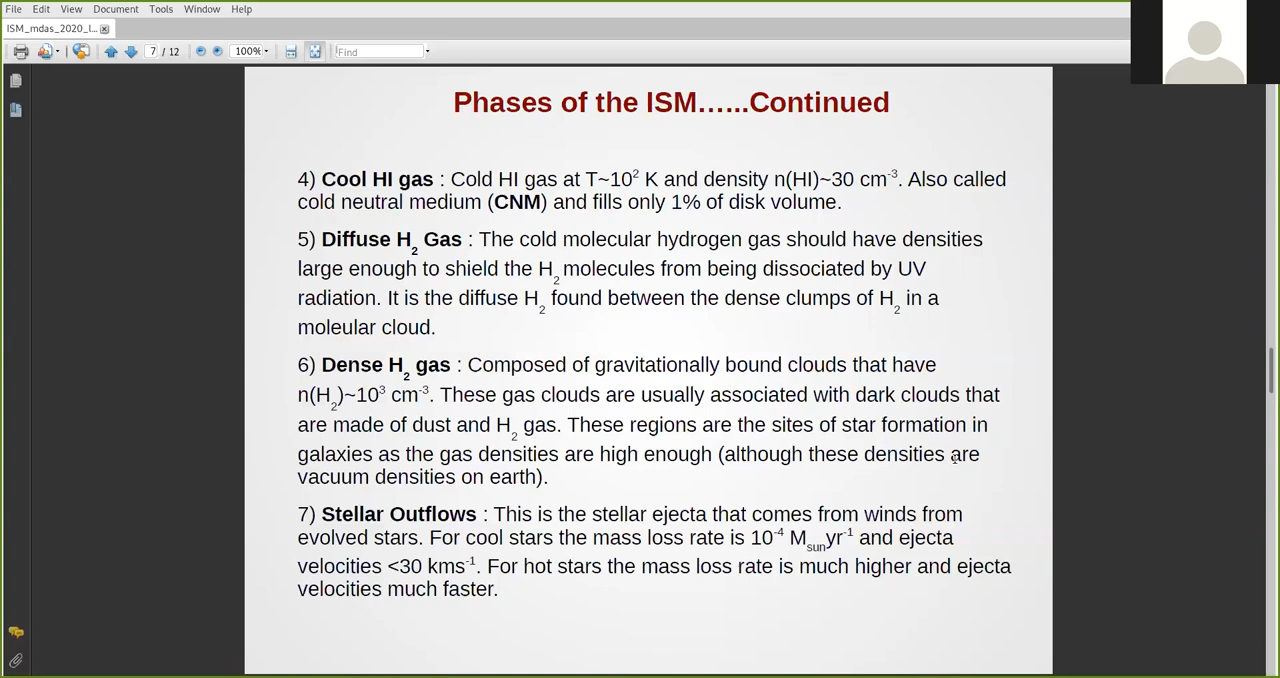 File Edit View Document Tools Window Help
ISM_mdas_2020_l...
7 / 12 100% Find
Phases of the ISM…...Continued
4) Cool HI gas : Cold HI gas at T~10² K and density n(HI)~30 cm⁻³. Also called
cold neutral medium (CNM) and fills only 1% of disk volume.
5) Diffuse H₂ Gas : The cold molecular hydrogen gas should have densities
large enough to shield the H₂ molecules from being dissociated by UV
radiation. It is the diffuse H₂ found between the dense clumps of H₂ in a
molelular cloud.
6) Dense H₂ gas : Composed of gravitationally bound clouds that have
n(H₂)~10³ cm⁻³. These gas clouds are usually associated with dark clouds that
are made of dust and H₂ gas. These regions are the sites of star formation in
galaxies as the gas densities are high enough (although these densities are
vacuum densities on earth).
7) Stellar Outflows : This is the stellar ejecta that comes from winds from
evolved stars. For cool stars the mass loss rate is 10⁻⁴ Msunyr⁻¹ and ejecta
velocities <30 kms⁻¹. For hot stars the mass loss rate is much higher and ejecta
velocities much faster.